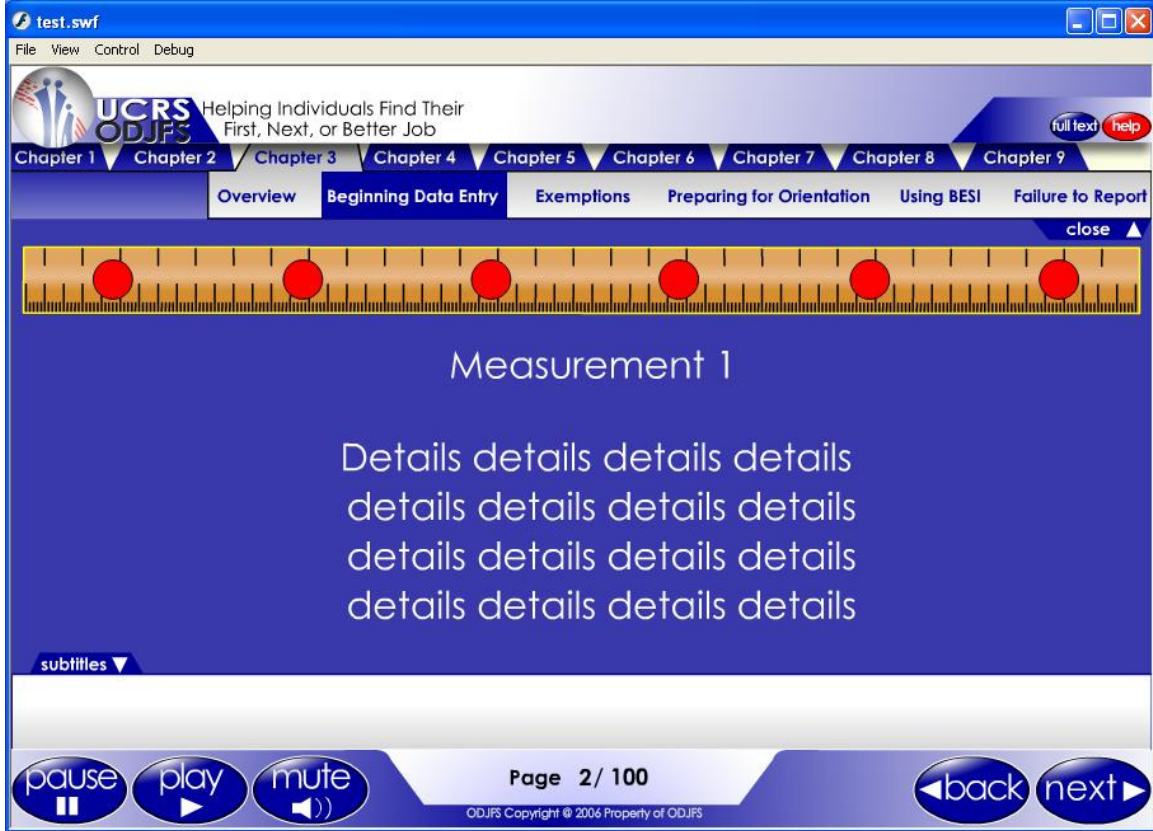 test.swf
File View Control Debug
UCRS
ODJFS
Helping Individuals Find Their
First, Next, or Better Job
full text help
Chapter 1 Chapter 2 Chapter 3 Chapter 4 Chapter 5 Chapter 6 Chapter 7 Chapter 8 Chapter 9
Overview Beginning Data Entry Exemptions Preparing for Orientation Using BESI Failure to Report
close
Measurement 1
Details details details details
details details details details
details details details details
details details details details
subtitles
pause play mute Page 2/ 100 back next
ODJFS Copyright @ 2006 Property of ODJFS